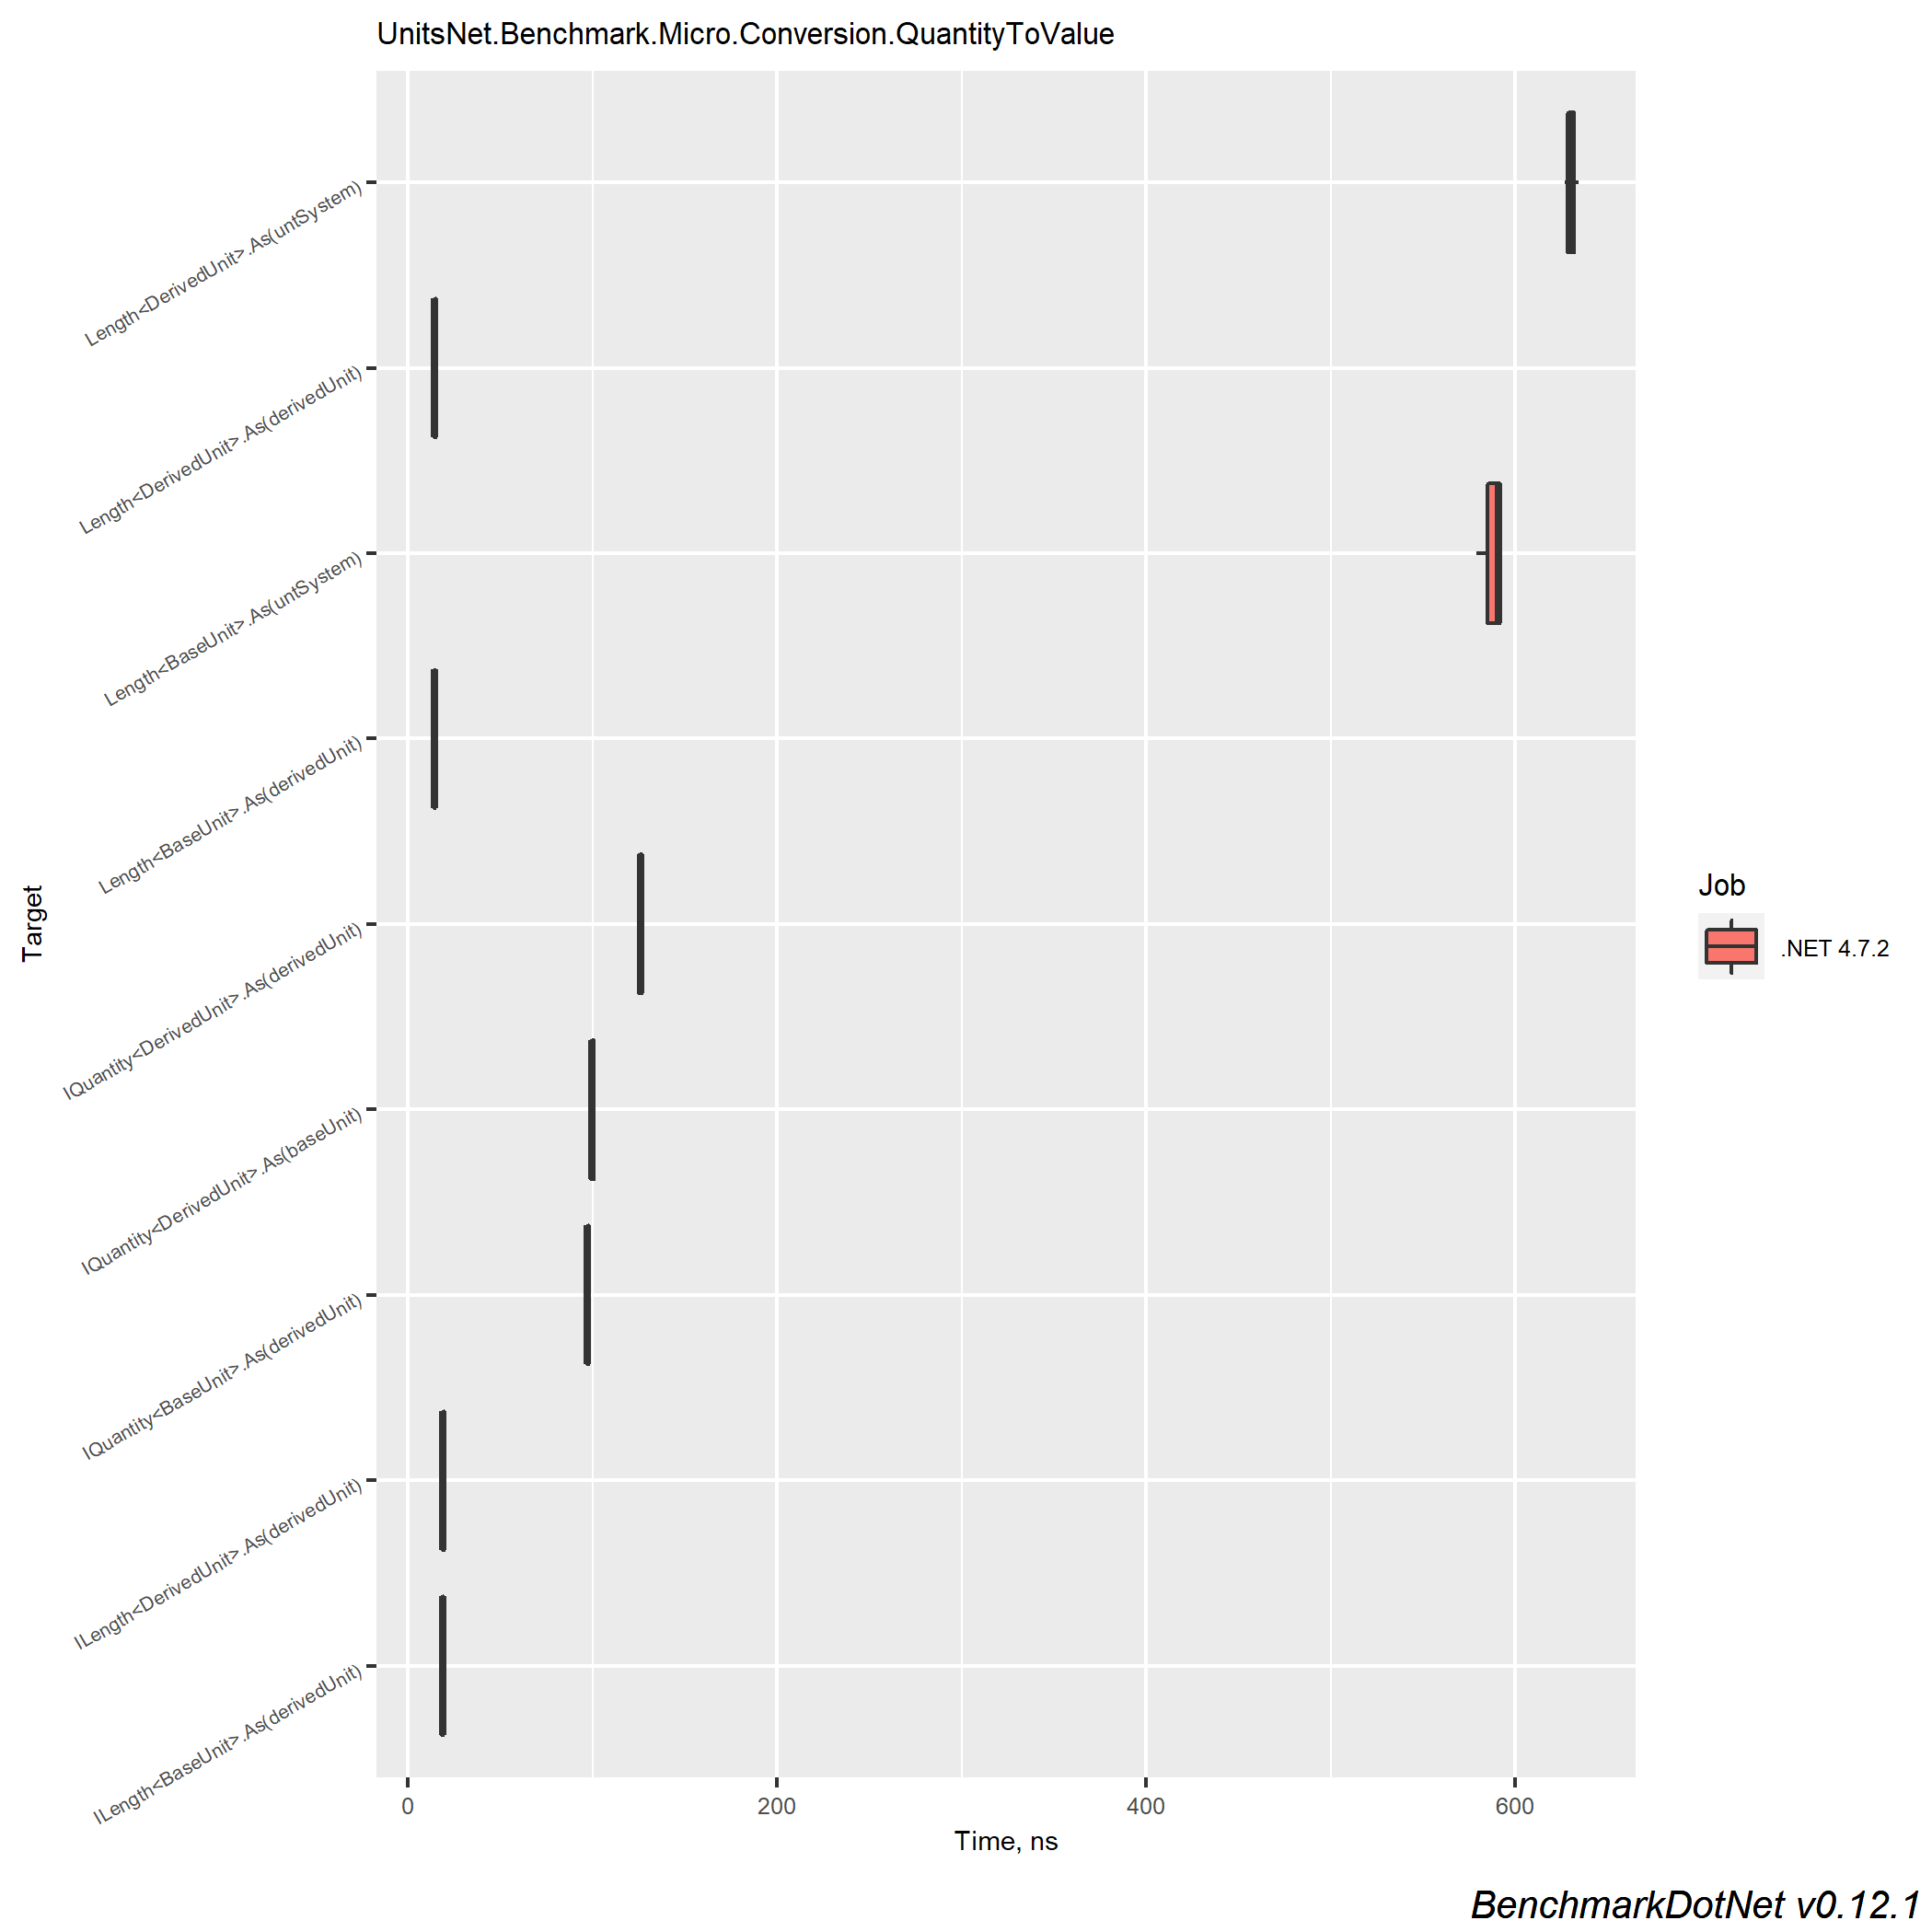 UnitsNet.Benchmark.Micro.Conversion.QuantityToValue
Length<DerivedUnit>.As(untSystem)
Length<DerivedUnit>.As(derivedUnit)
Length<BaseUnit>.As(untSystem)
Length<BaseUnit>.As(derivedUnit)
IQuantity<DerivedUnit>.As(derivedUnit)
IQuantity<DerivedUnit>.As(baseUnit)
IQuantity<BaseUnit>.As(derivedUnit)
ILength<DerivedUnit>.As(derivedUnit)
ILength<BaseUnit>.As(derivedUnit)
Target
0 200 400 600
Time, ns
Job
.NET 4.7.2
BenchmarkDotNet v0.12.1